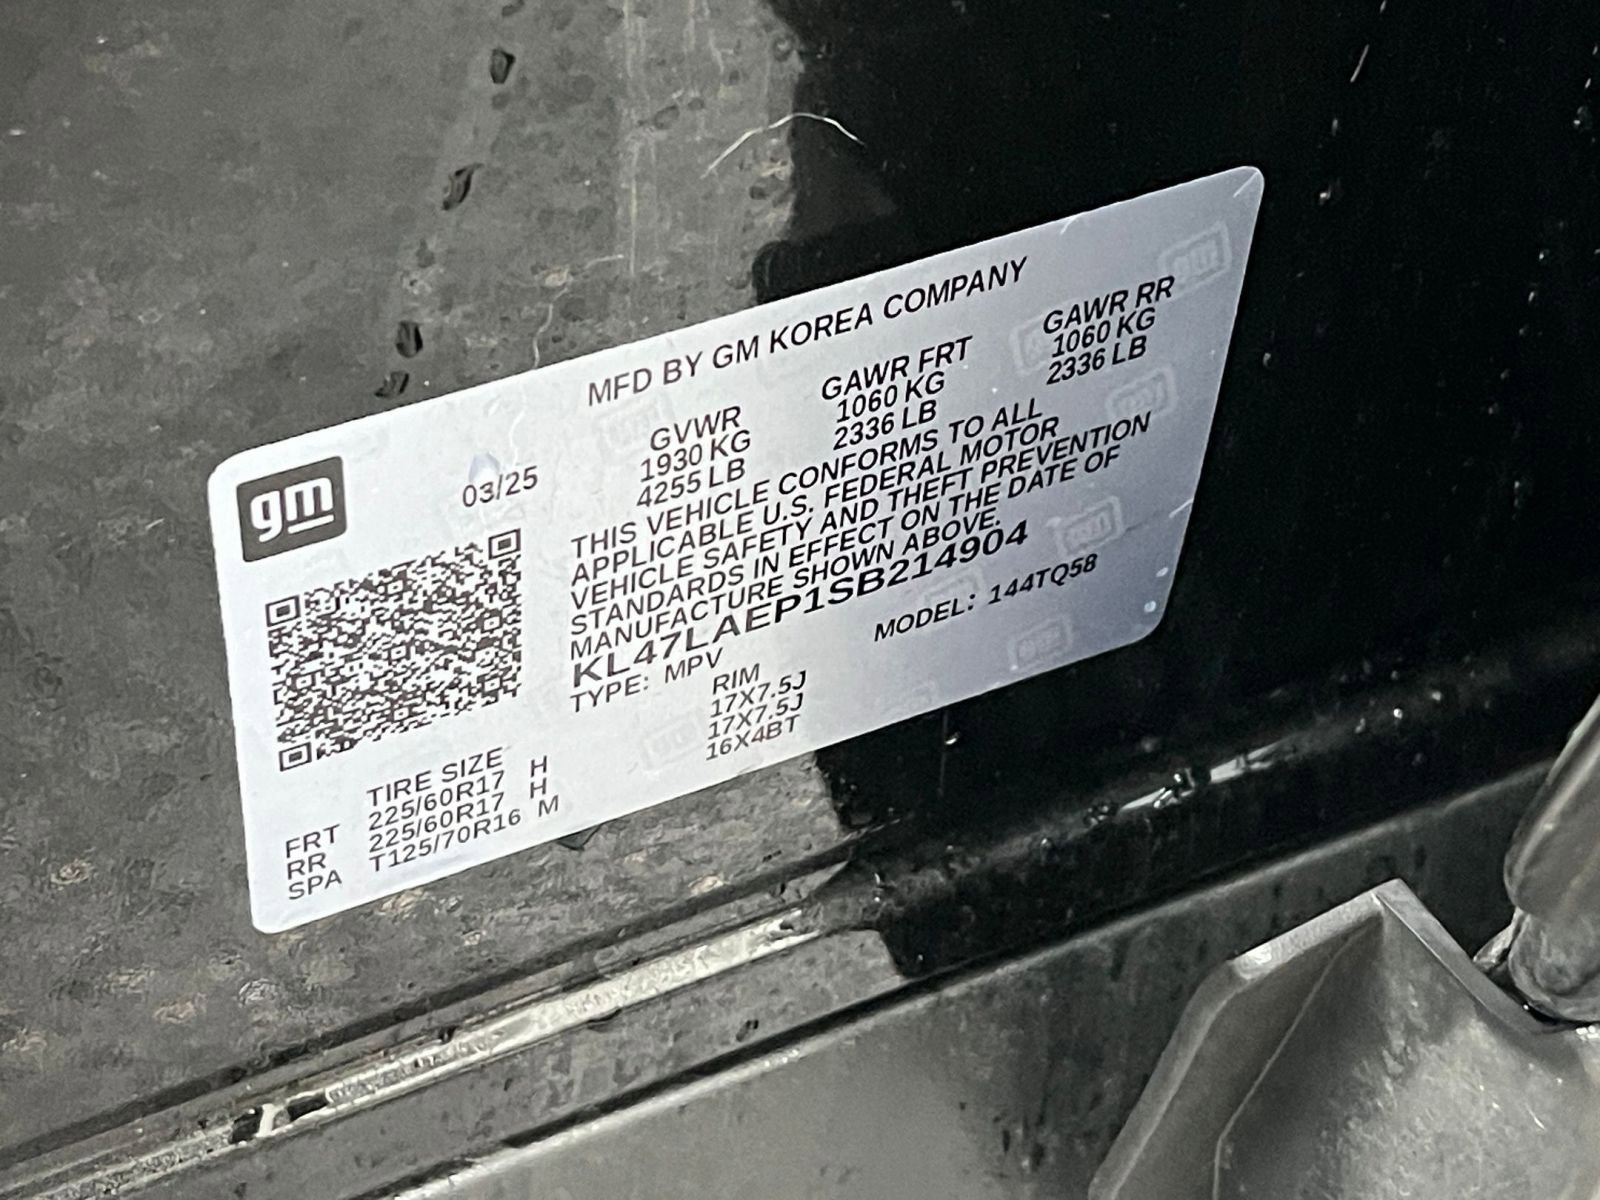 MFD BY GM KOREA COMPANY
gm
03/25
GVWR GAWR FRT GAWR RR
1930 KG 1060 KG 1060 KG
4255 LB 2336 LB 2336 LB
THIS VEHICLE CONFORMS TO ALL
APPLICABLE U.S. FEDERAL MOTOR
VEHICLE SAFETY AND THEFT PREVENTION
STANDARDS IN EFFECT ON THE DATE OF
MANUFACTURE SHOWN ABOVE.
KL47LAEP1SB214904
TYPE: MPV MODEL: 144TQ58
TIRE SIZE RIM
FRT 225/60R17 H 17X7.5J
RR 225/60R17 H 17X7.5J
SPA T125/70R16 M 16X4BT